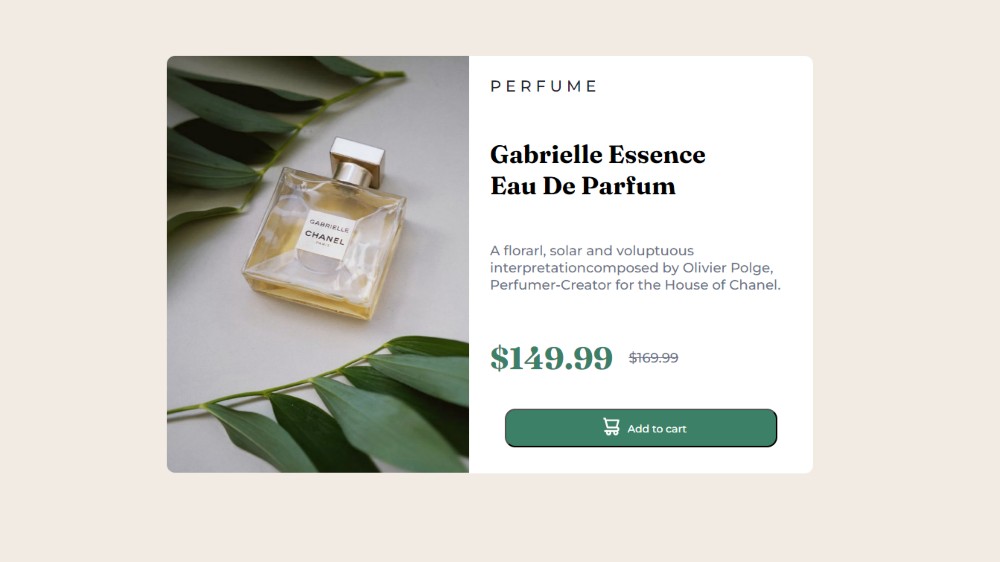 PERFUME
Gabrielle Essence
Eau De Parfum
GABRIELLE
CHANEL
PARIS
A florarl, solar and voluptuous
interpretationcomposed by Olivier Polge,
Perfumer-Creator for the House of Chanel.
$149.99 $169.99
Add to cart